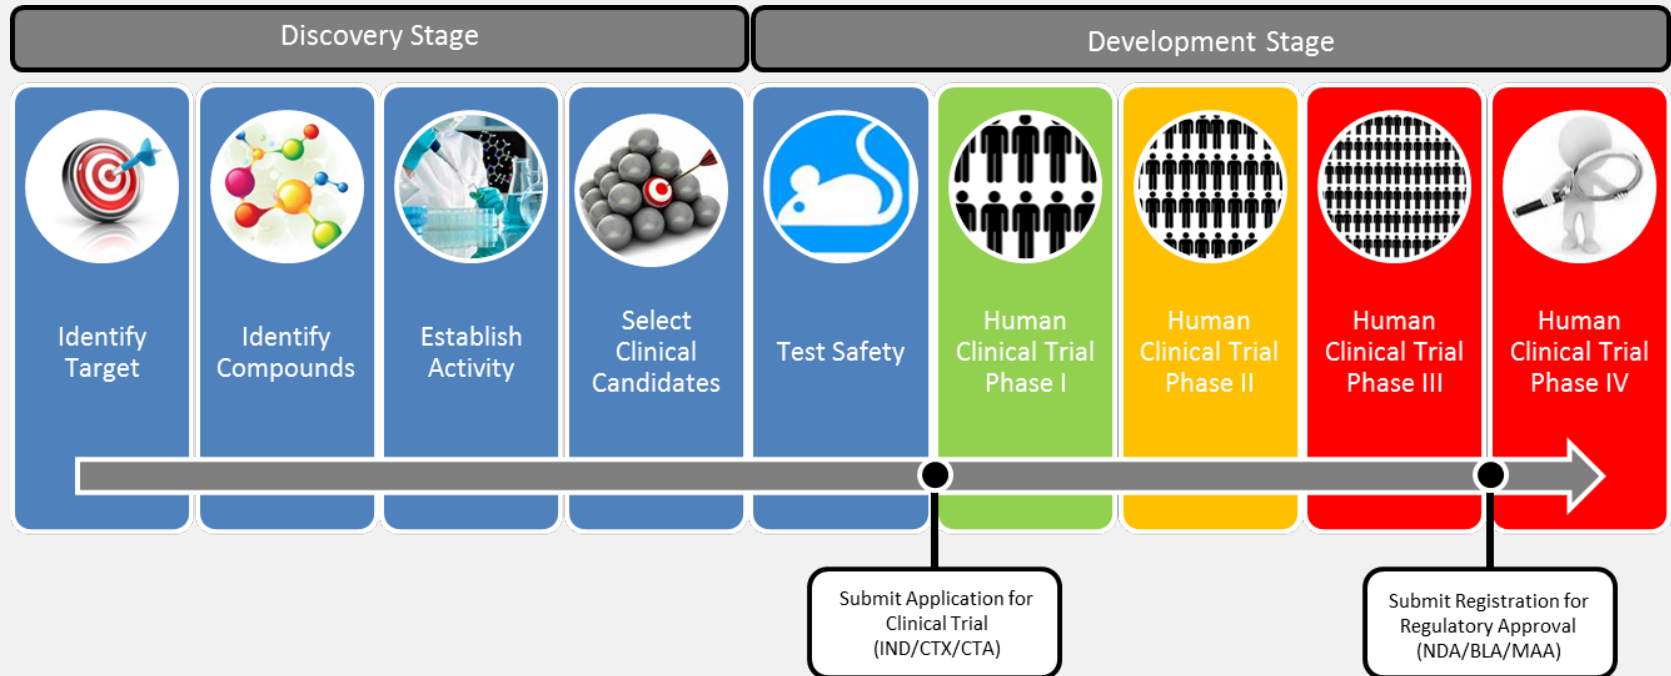 Discovery Stage
Development Stage
Identify
Target
Identify
Compounds
Establish
Activity
Select
Clinical
Candidates
Test Safety
Human
Clinical Trial
Phase I
Human
Clinical Trial
Phase II
Human
Clinical Trial
Phase III
Human
Clinical Trial
Phase IV
Submit Application for
Clinical Trial
(IND/CTX/CTA)
Submit Registration for
Regulatory Approval
(NDA/BLA/MAA)